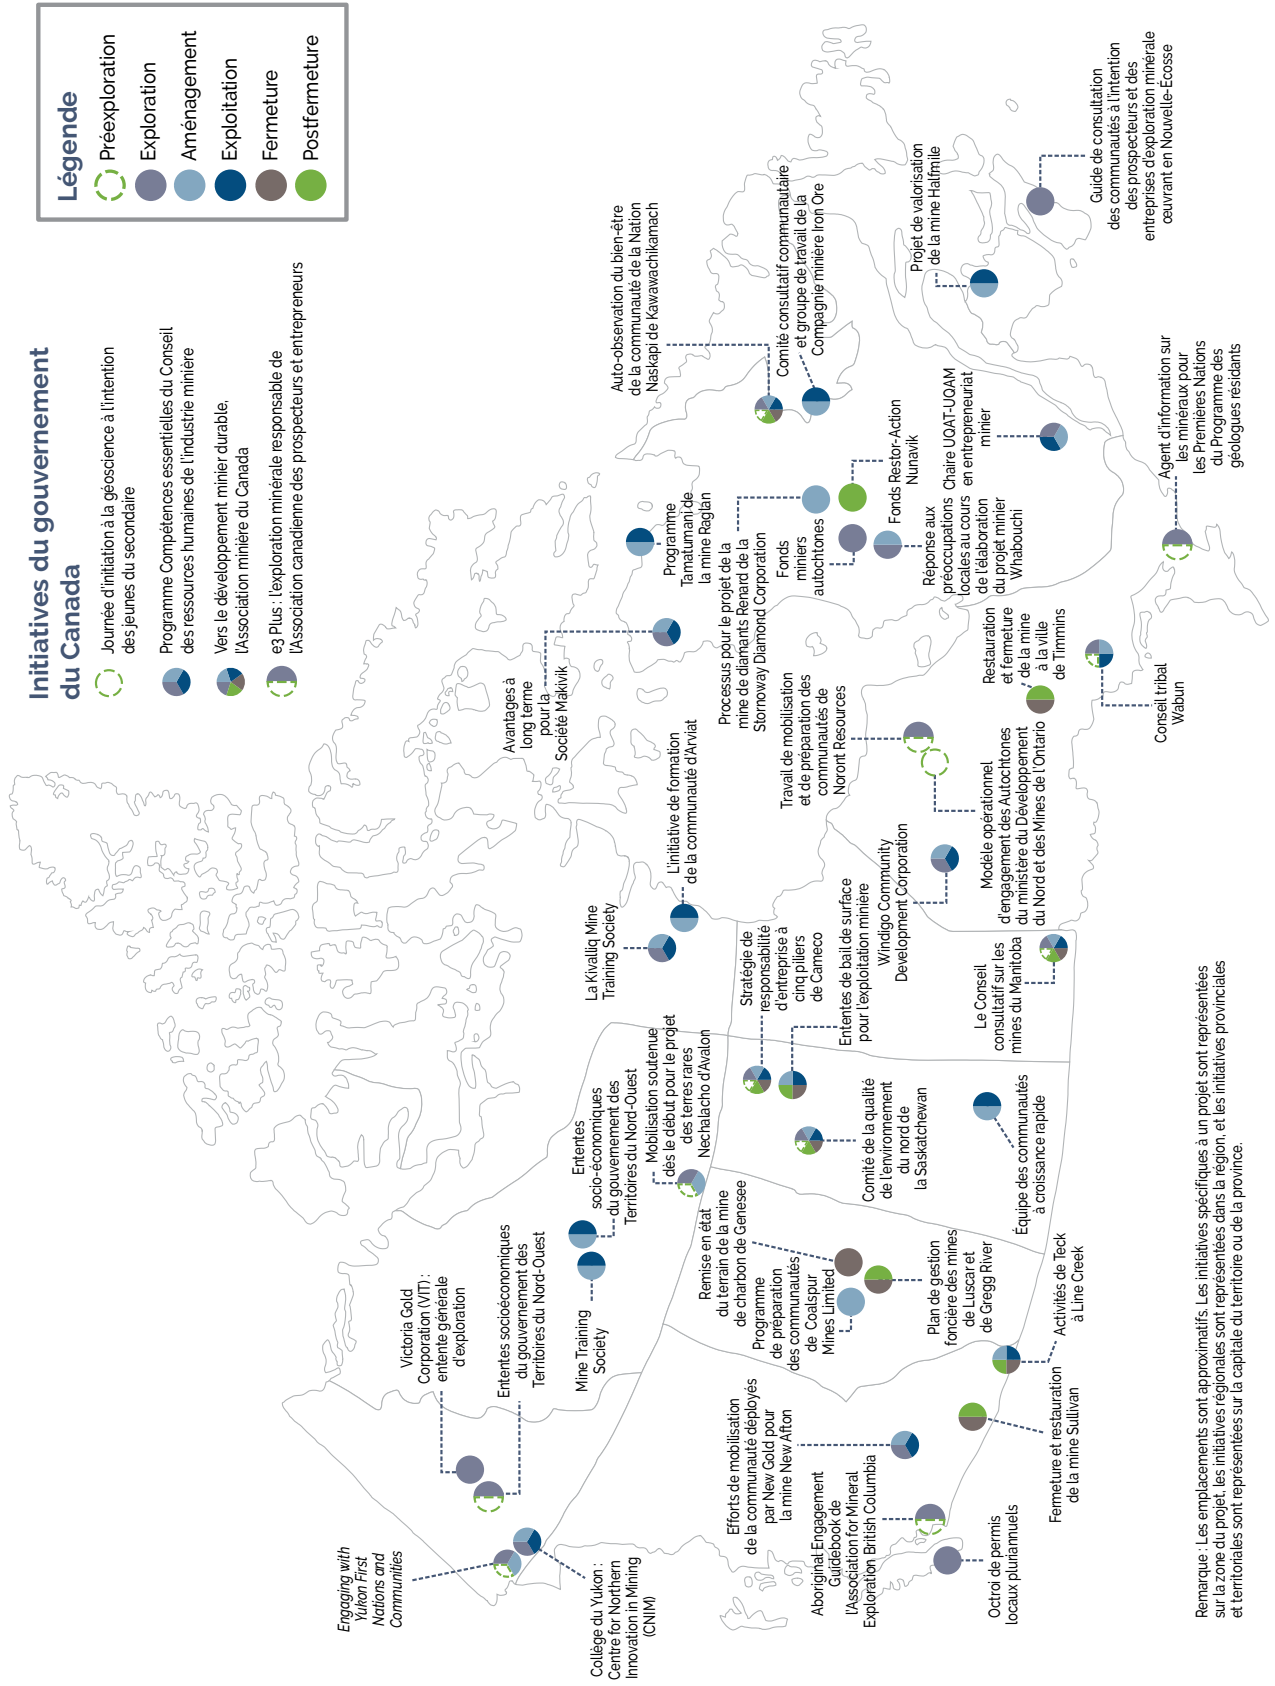 Initiatives du gouvernement
du Canada
Journée d'initiation à la géoscience à l'intention
des jeunes du secondaire
Programme Compétences essentielles du Conseil
des ressources humaines de l'industrie minière
Vers le développement minier durable,
l'Association minière du Canada
e3 Plus : l'exploration minérale responsable de
l'Association canadienne des prospecteurs et entrepreneurs
Légende
Préexploration
Exploration
Aménagement
Exploitation
Fermeture
Postfermeture
Engaging with
Yukon First
Nations and
Communities
Collège du Yukon :
Centre for Northern
Innovation in Mining
(CNIM)
Victoria Gold
Corporation (VIT) :
entente générale
d'exploration
Ententes socioéconomiques
du gouvernement des
Territoires du Nord-Ouest
Mine Training
Society
Ententes
socio-économiques
du gouvernement des
Territoires du Nord-Ouest
Mobilisation soutenue
dès le début pour le projet
des terres rares
Nechalacho d'Avalon
La Kivalliq Mine
Training Society
L'initiative de formation
de la communauté d'Arviat
Avantages à
long terme
pour la
Société Makivik
Programme
Tamatumani de
la mine Raglan
Auto-observation du bien-être
de la communauté de la Nation
Naskapi de Kawawachikamach
Comité consultatif communautaire
et groupe de travail de la
Compagnie minière Iron Ore
Processus pour le projet de la
mine de diamants Renard de la
Stornoway Diamond Corporation
Fonds
miniers
autochtones
Fonds Restor-Action
Nunavik
Réponse aux
préoccupations
locales au cours
de l'élaboration
du projet minier
Whabouchi
Chaire UQAT-UQAM
en entrepreneuriat
minier
Projet de valorisation
de la mine Halfmile
Guide de consultation
des communautés à l'intention
des prospecteurs et des
entreprises d'exploration minérale
œuvrant en Nouvelle-Écosse
Agent d'information sur
les minéraux pour
les Premières Nations
du Programme des
géologues résidants
Restauration
et fermeture
de la mine
à la ville
de Timmins
Conseil tribal
Wabun
Travail de mobilisation
et de préparation des
communautés de
Noront Resources
Modèle opérationnel
d'engagement des Autochtones
du ministère du Développement
du Nord et des Mines de l'Ontario
Windigo Community
Development Corporation
Le Conseil
consultatif sur les
mines du Manitoba
Stratégie de
responsabilité
d'entreprise à
cinq piliers
de Cameco
Ententes de bail de surface
pour l'exploitation minière
Comité de la qualité
de l'environnement
du nord de
la Saskatchewan
Équipe des communautés
à croissance rapide
Remise en état
du terrain de la mine
de charbon de Genesee
Programme
de préparation
des communautés
de Coalspur
Mines Limited
Plan de gestion
foncière des mines
de Luscar et
de Gregg River
Activités de Teck
à Line Creek
Fermeture et restauration
de la mine Sullivan
Efforts de mobilisation
de la communauté déployés
par New Gold pour
la mine New Afton
Aboriginal Engagement
Guidebook de
l'Association for Mineral
Exploration British Columbia
Octroi de permis
locaux pluriannuels
Remarque : Les emplacements sont approximatifs. Les initiatives spécifiques à un projet sont représentées
sur la zone du projet, les initiatives régionales sont représentées dans la région, et les initiatives provinciales
et territoriales sont représentées sur la capitale du territoire ou de la province.